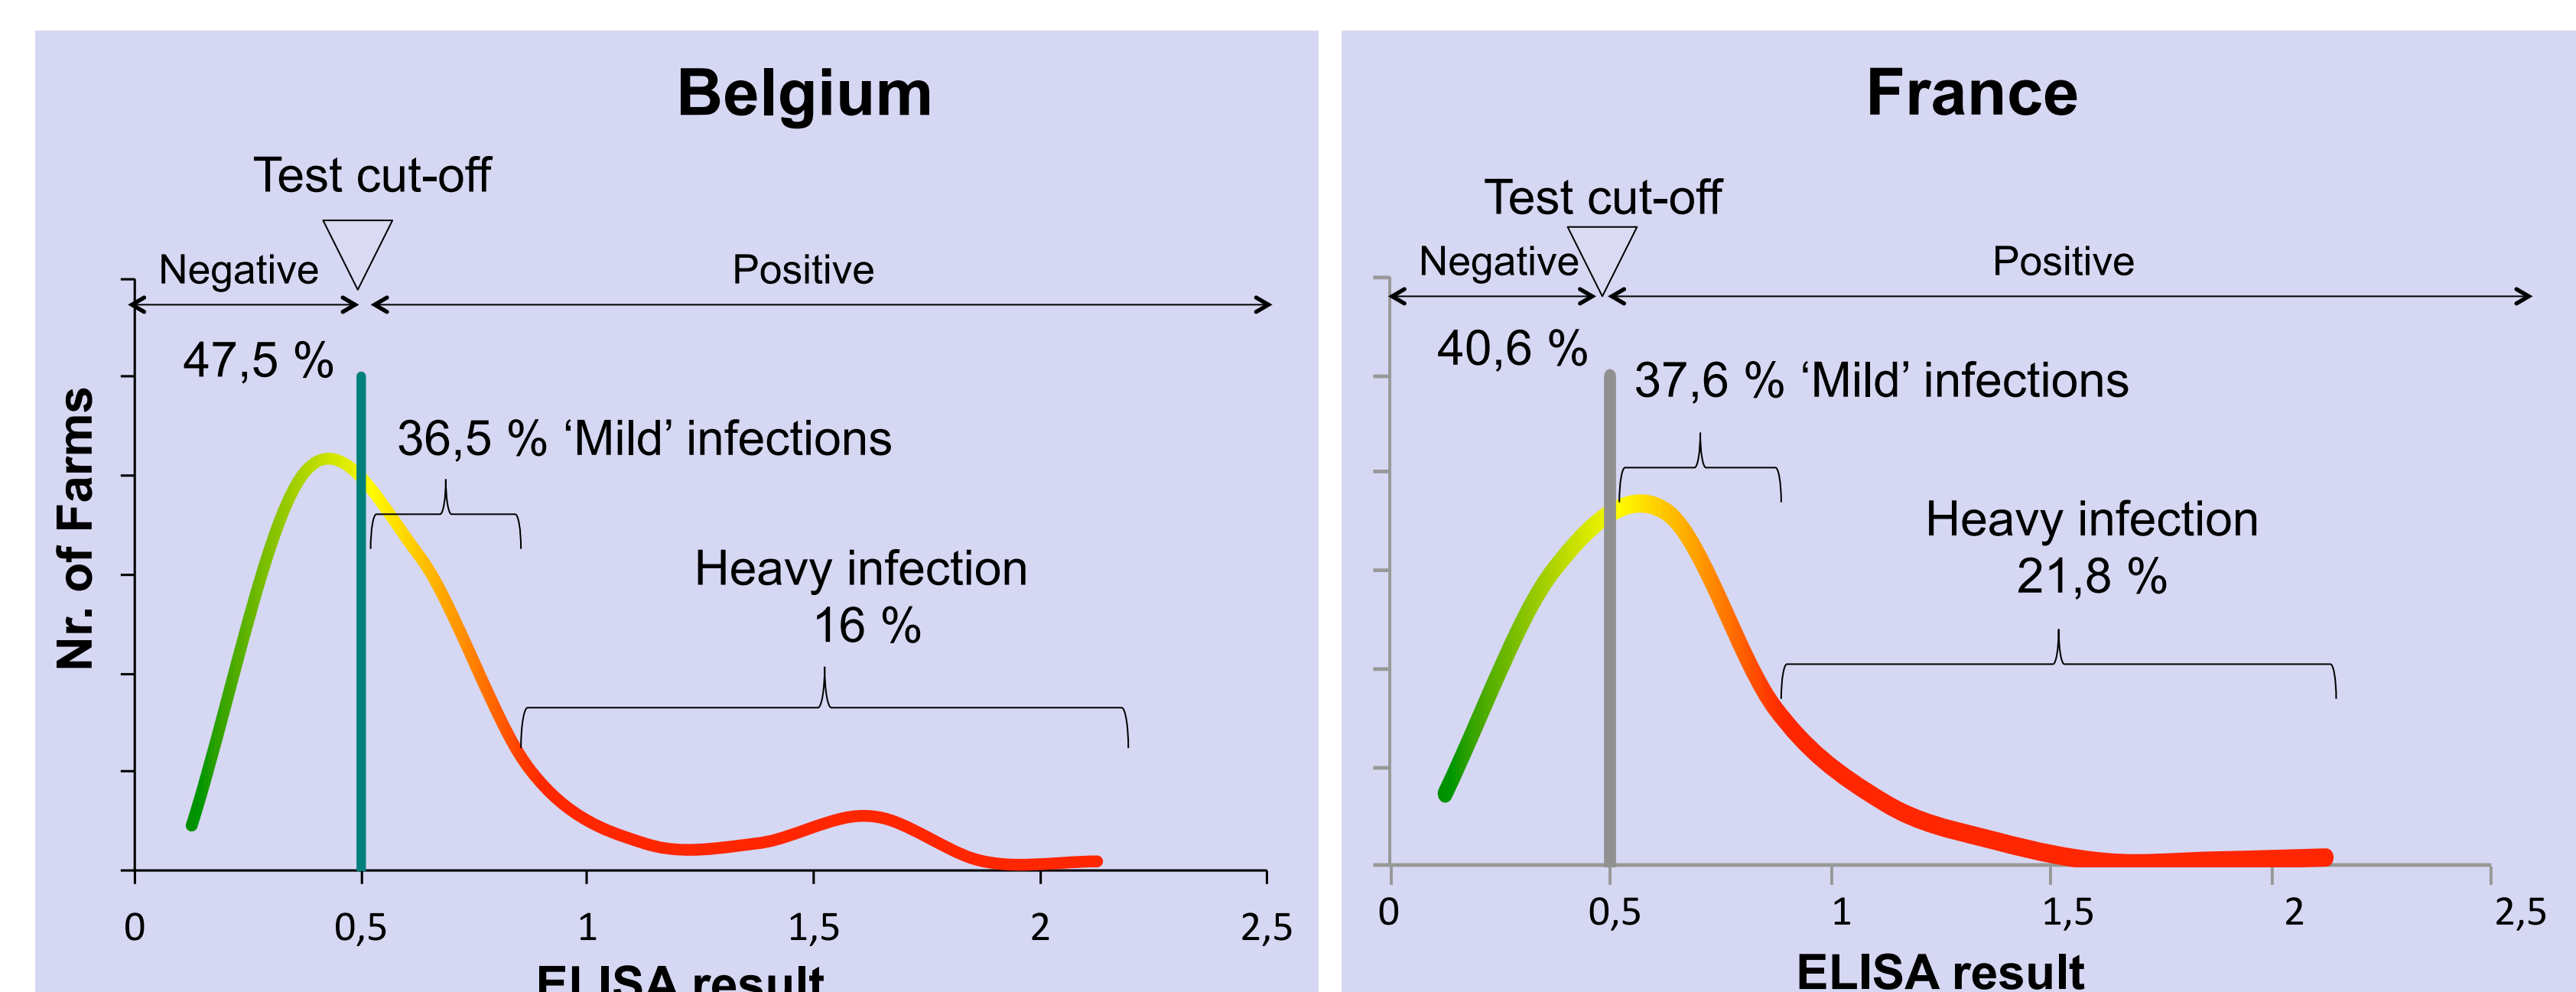 Belgium
Test cut-off
Negative
Positive
47,5 %
36,5 % ‘Mild’ infections
Heavy infection
16 %
Nr. of Farms
0
0,5
1
1,5
2
2,5
ELISA result
France
Test cut-off
Negative
Positive
40,6 %
37,6 % ‘Mild’ infections
Heavy infection
21,8 %
0
0,5
1
1,5
2
2,5
ELISA result